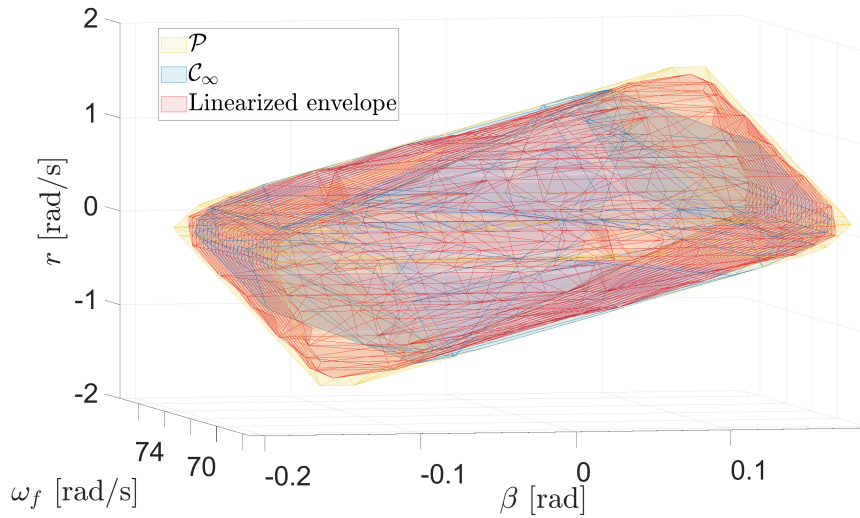 2
1
0
-1
-2
r [rad/s]
𝒫
𝒞∞
Linearized envelope
74
70
ω_f [rad/s]
-0.2
-0.1
0
0.1
β [rad]